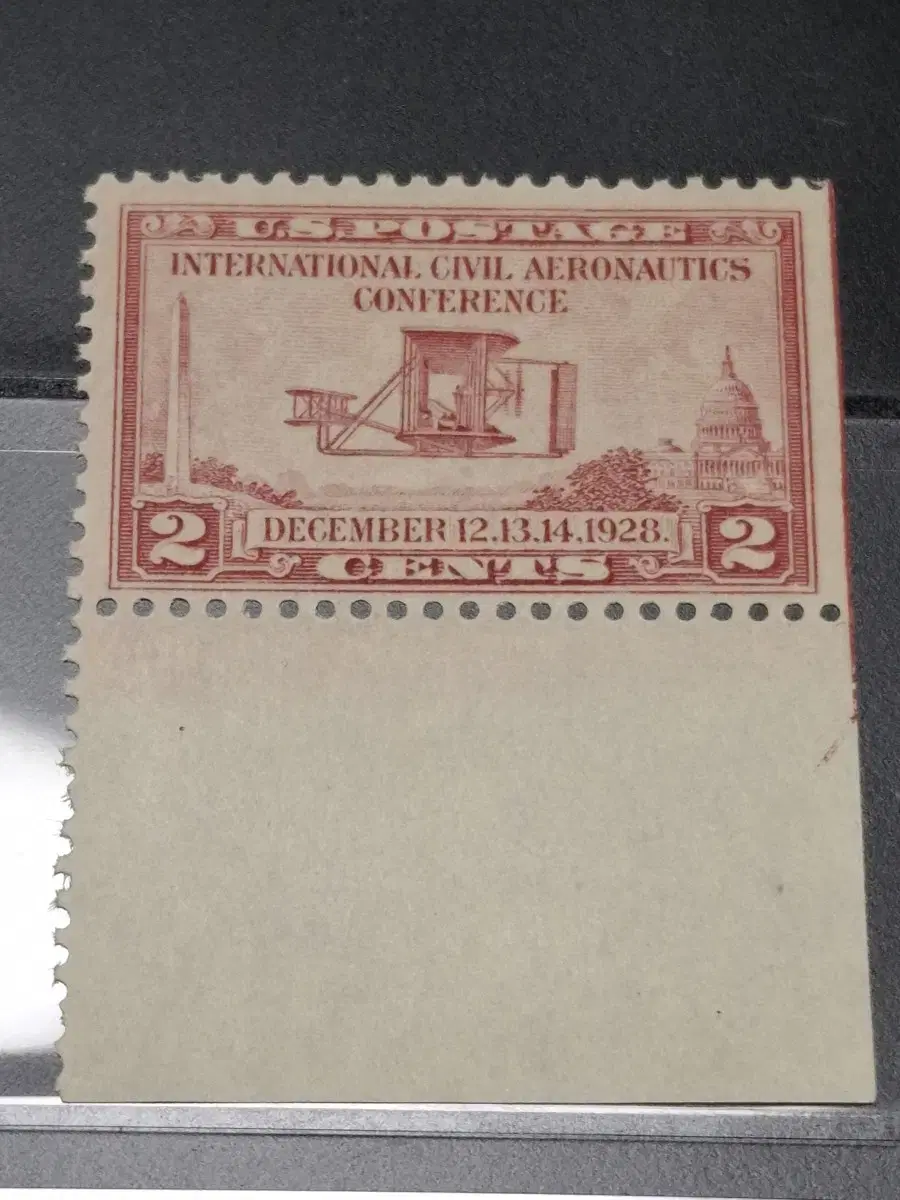 U.S. POSTAGE
INTERNATIONAL CIVIL AERONAUTICS
CONFERENCE
2 DECEMBER 12.13.14,1928. 2
CENTS